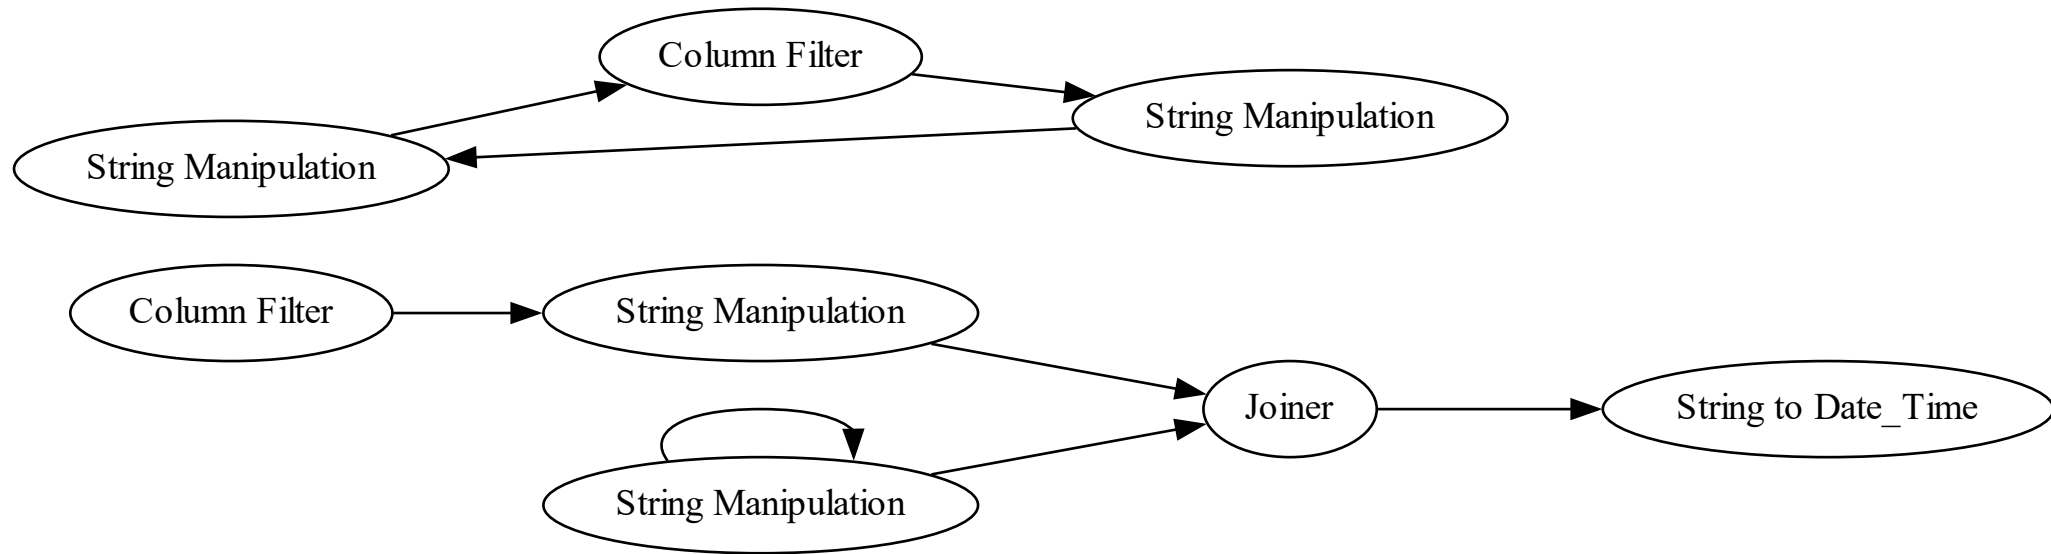 Column Filter
String Manipulation
String Manipulation
Column Filter
String Manipulation
Joiner
String to Date_Time
String Manipulation